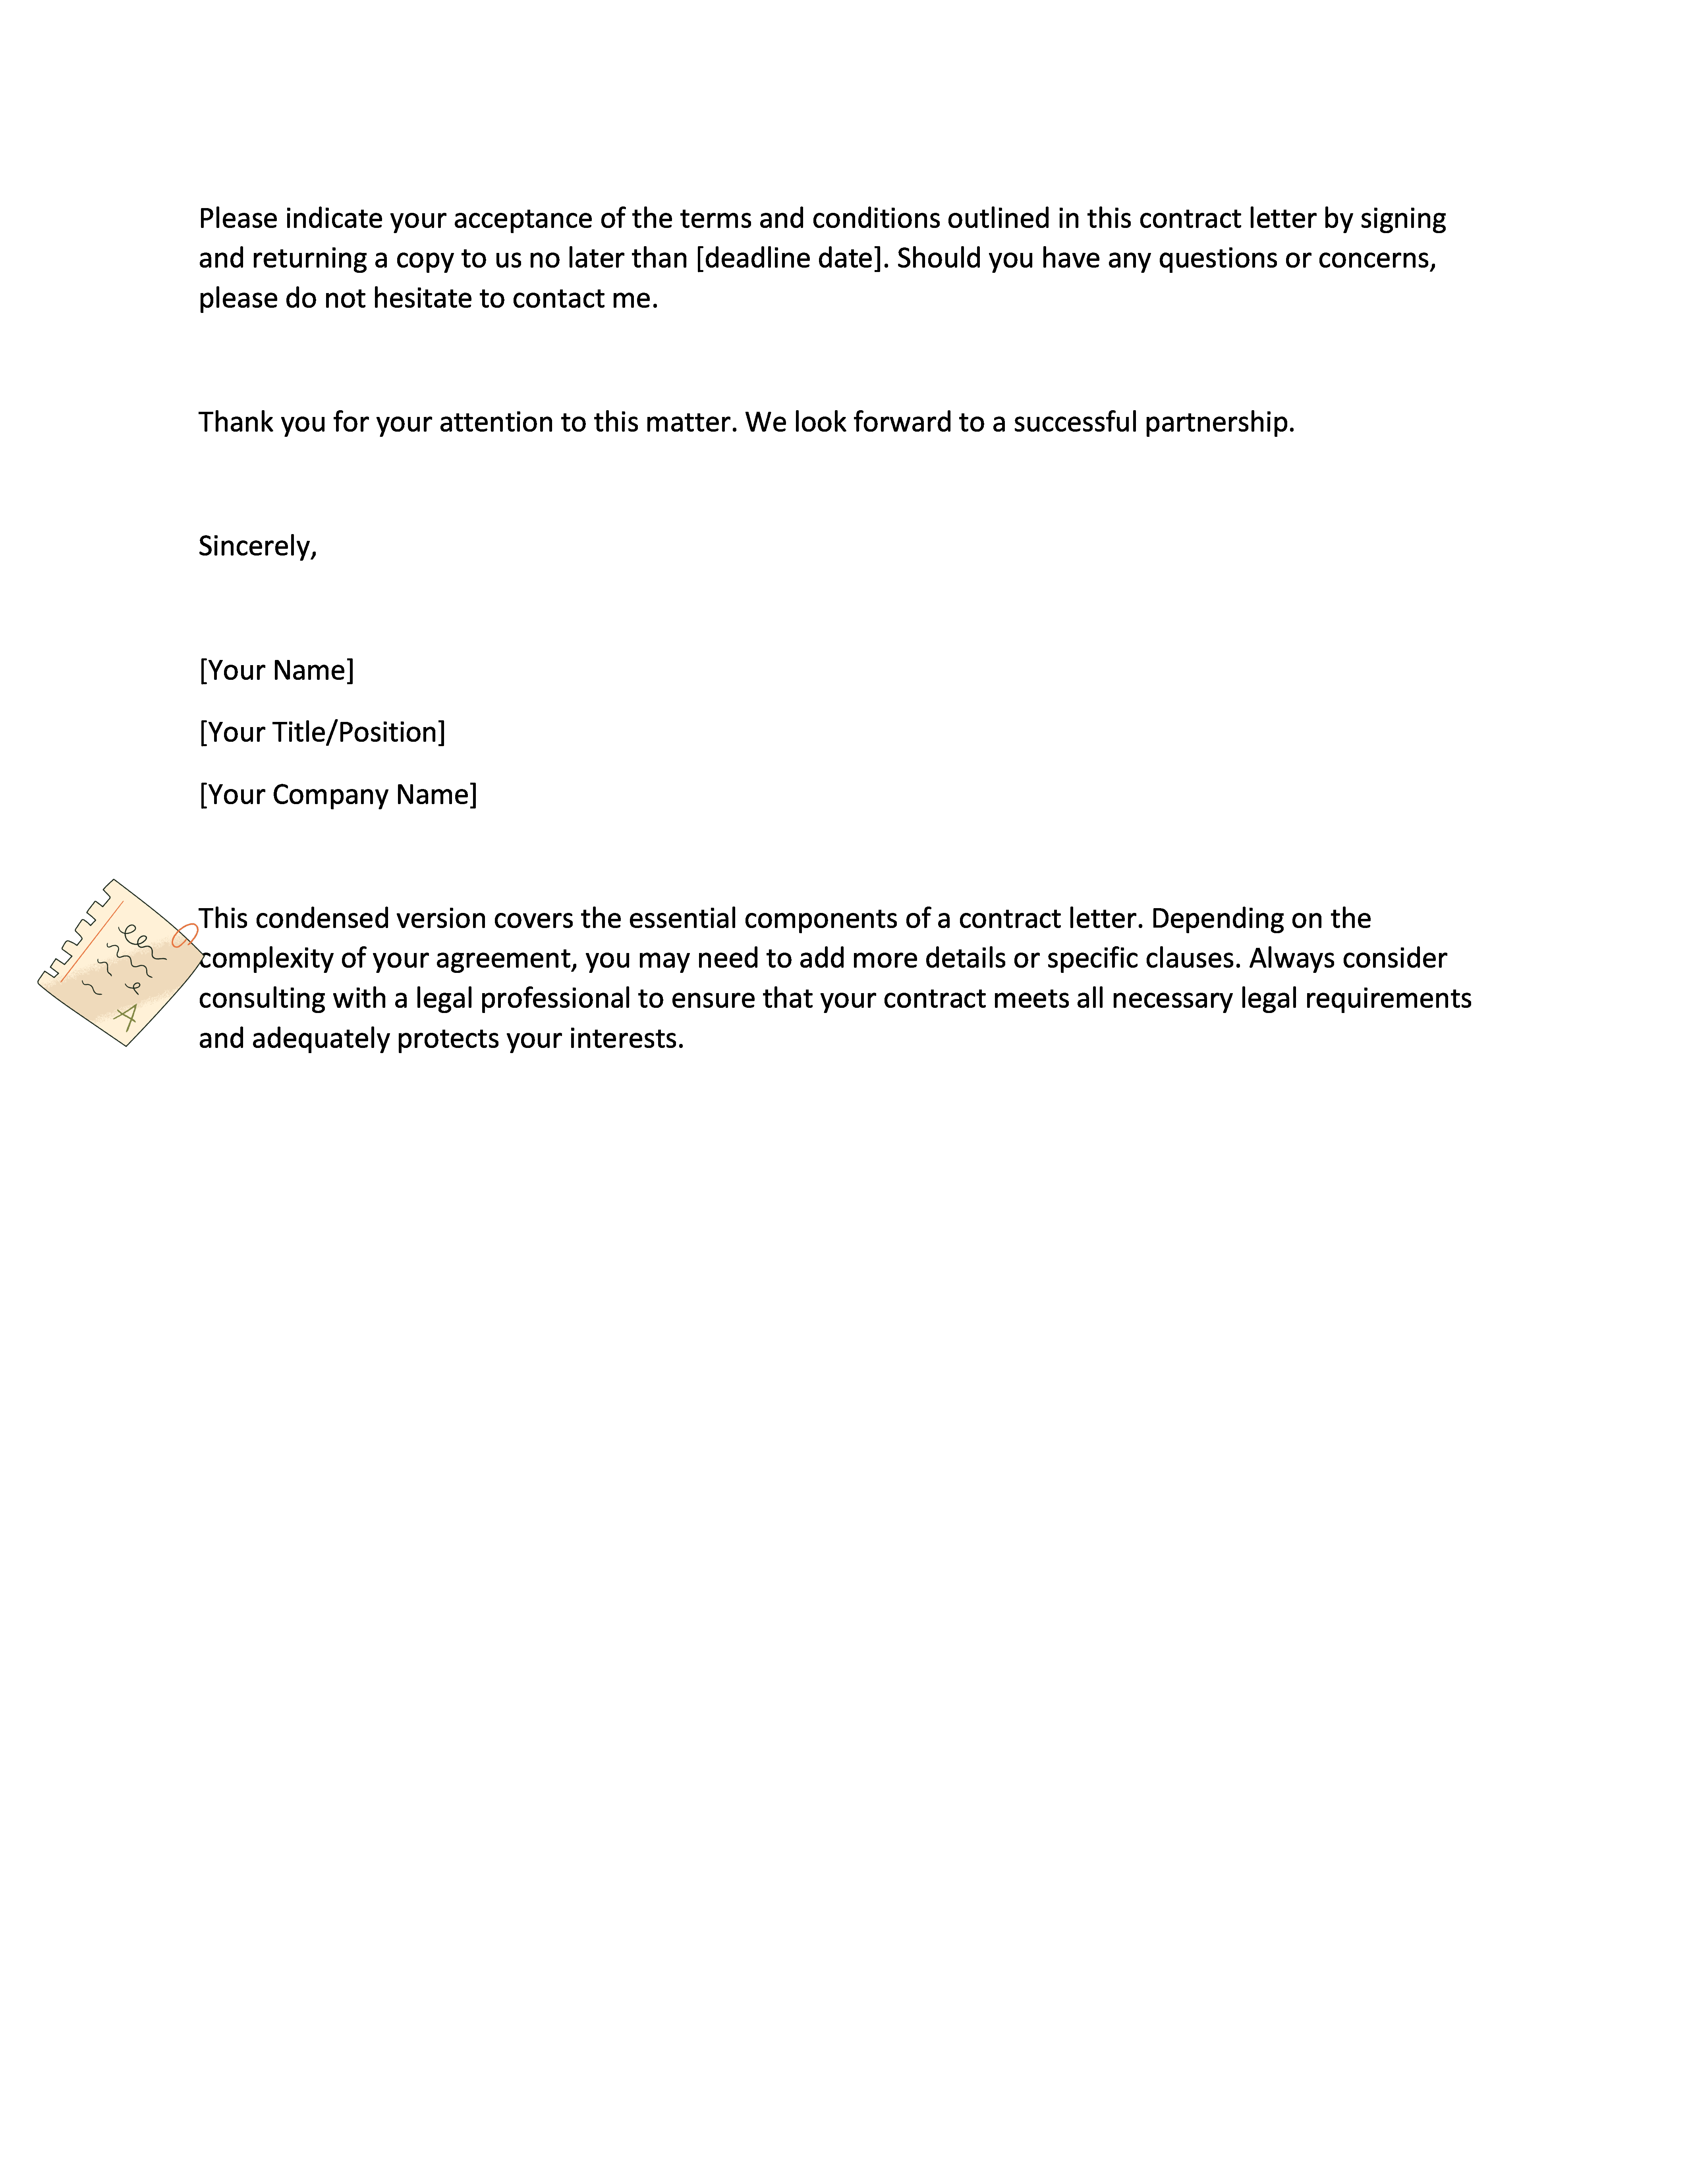 Please indicate your acceptance of the terms and conditions outlined in this contract letter by signing
and returning a copy to us no later than [deadline date]. Should you have any questions or concerns,
please do not hesitate to contact me.
Thank you for your attention to this matter. We look forward to a successful partnership.
Sincerely,
[Your Name]
[Your Title/Position]
[Your Company Name]
This condensed version covers the essential components of a contract letter. Depending on the
complexity of your agreement, you may need to add more details or specific clauses. Always consider
consulting with a legal professional to ensure that your contract meets all necessary legal requirements
and adequately protects your interests.
A